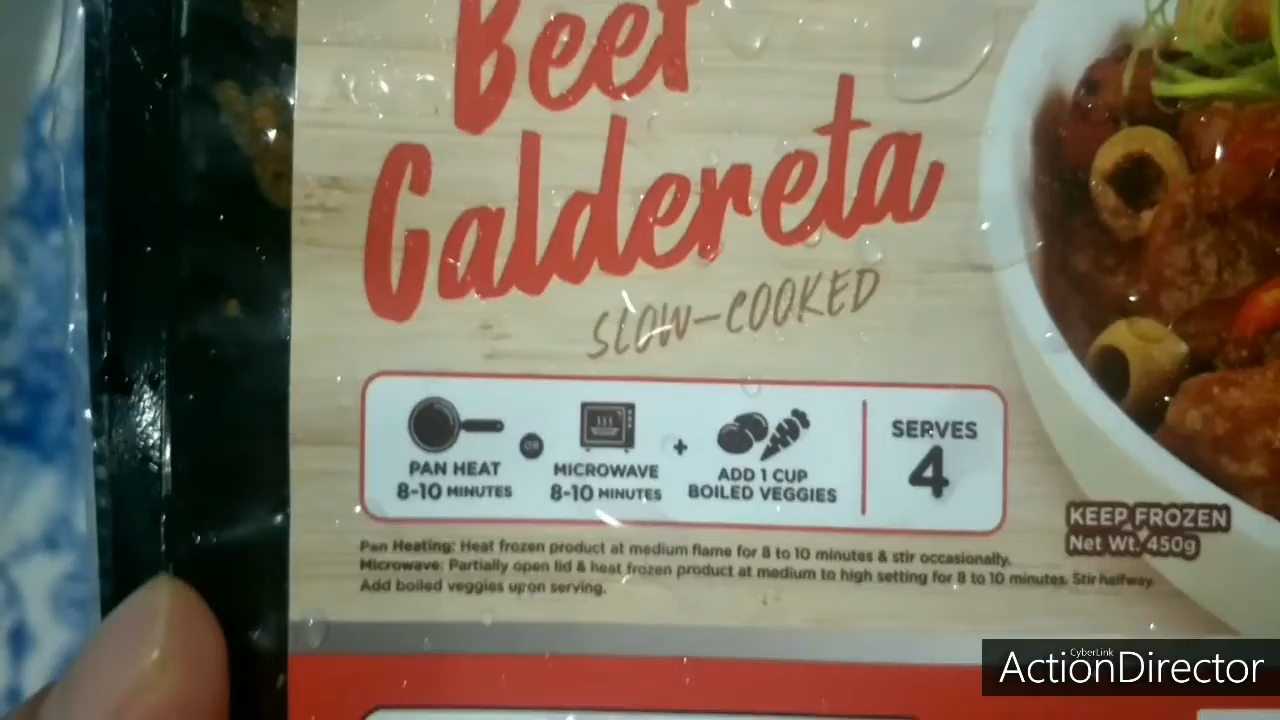 Beef
Caldereta
SLOW-COOKED
PAN HEAT
8-10 MINUTES
OR
MICROWAVE
8-10 MINUTES
+
ADD 1 CUP
BOILED VEGGIES
SERVES
4
KEEP FROZEN
Net Wt. 450g
Pan Heating: Heat frozen product at medium flame for 8 to 10 minutes & stir occasionally.
Microwave: Partially open lid & heat frozen product at medium to high setting for 8 to 10 minutes. Stir halfway.
Add boiled veggies upon serving.
CyberLink
ActionDirector